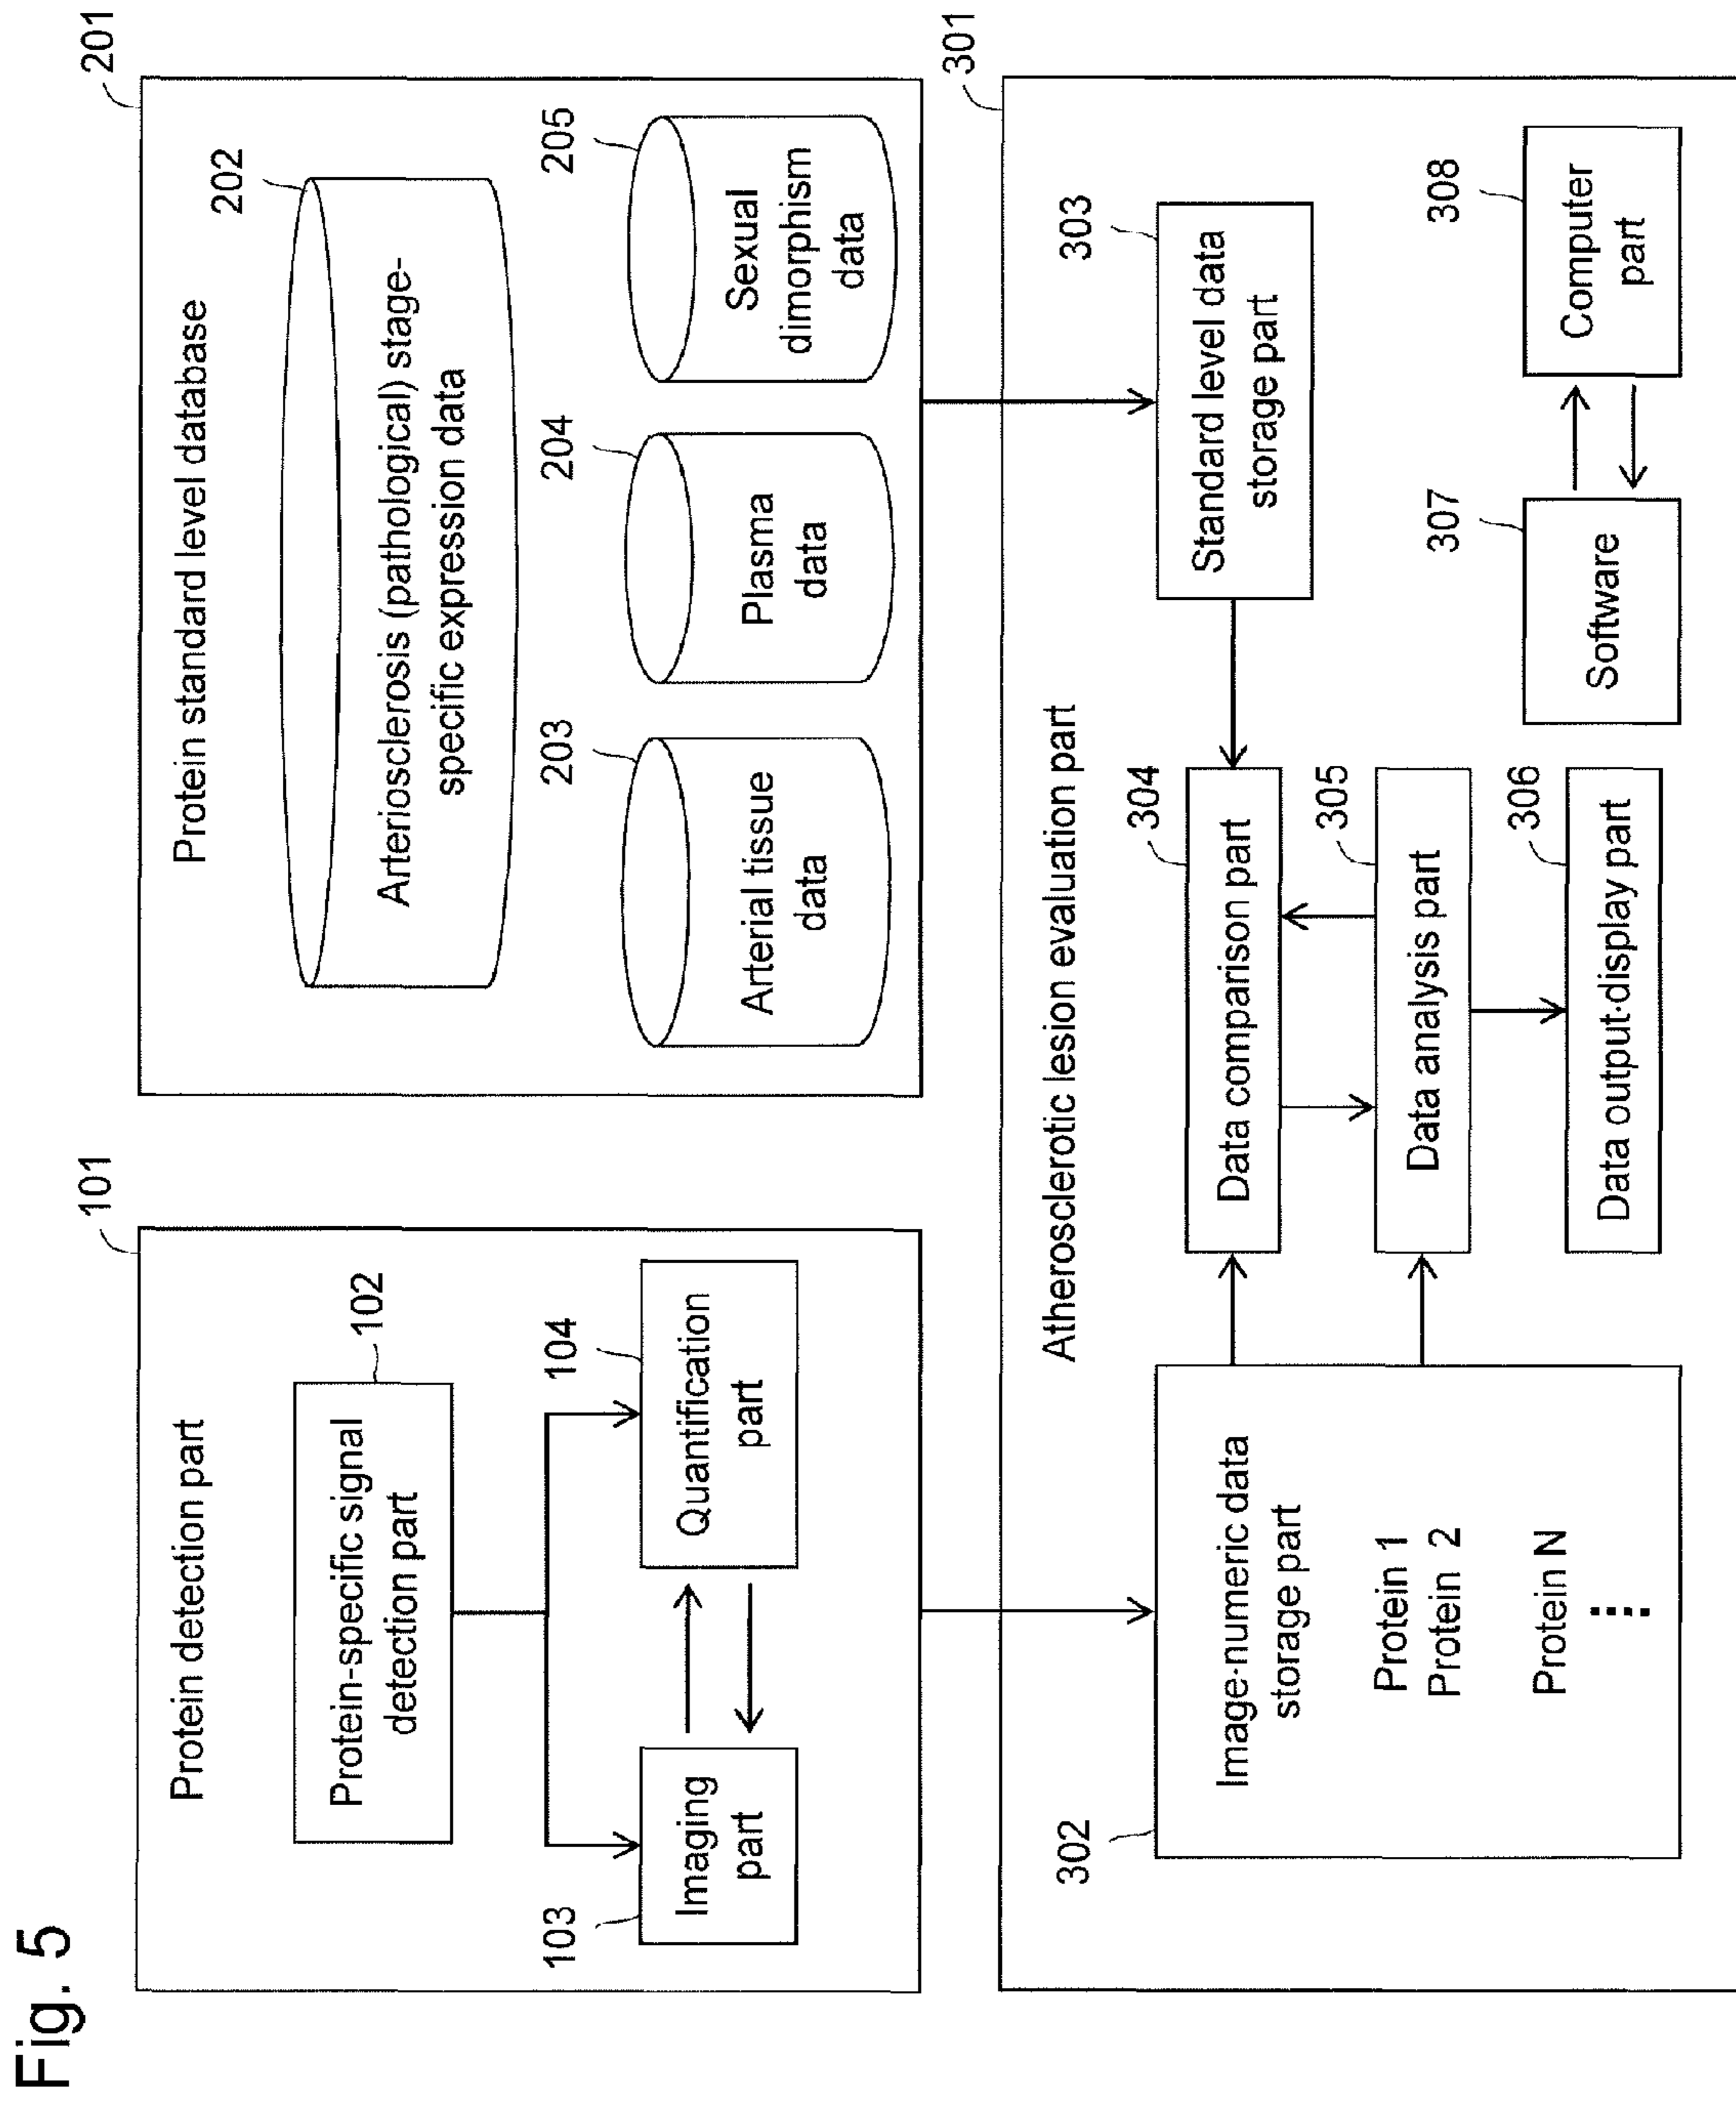 Fig. 5
101
Protein detection part
102
Protein-specific signal
detection part
103
Imaging
part
104
Quantification
part
201
Protein standard level database
202
Arteriosclerosis (pathological) stage-
specific expression data
203
Arterial tissue
data
204
Plasma
data
205
Sexual
dimorphism
data
301
Atherosclerotic lesion evaluation part
302
Image·numeric data
storage part
Protein 1
Protein 2
Protein N
⋯
303
Standard level data
storage part
304
Data comparison part
305
Data analysis part
306
Data output·display part
307
Software
308
Computer
part